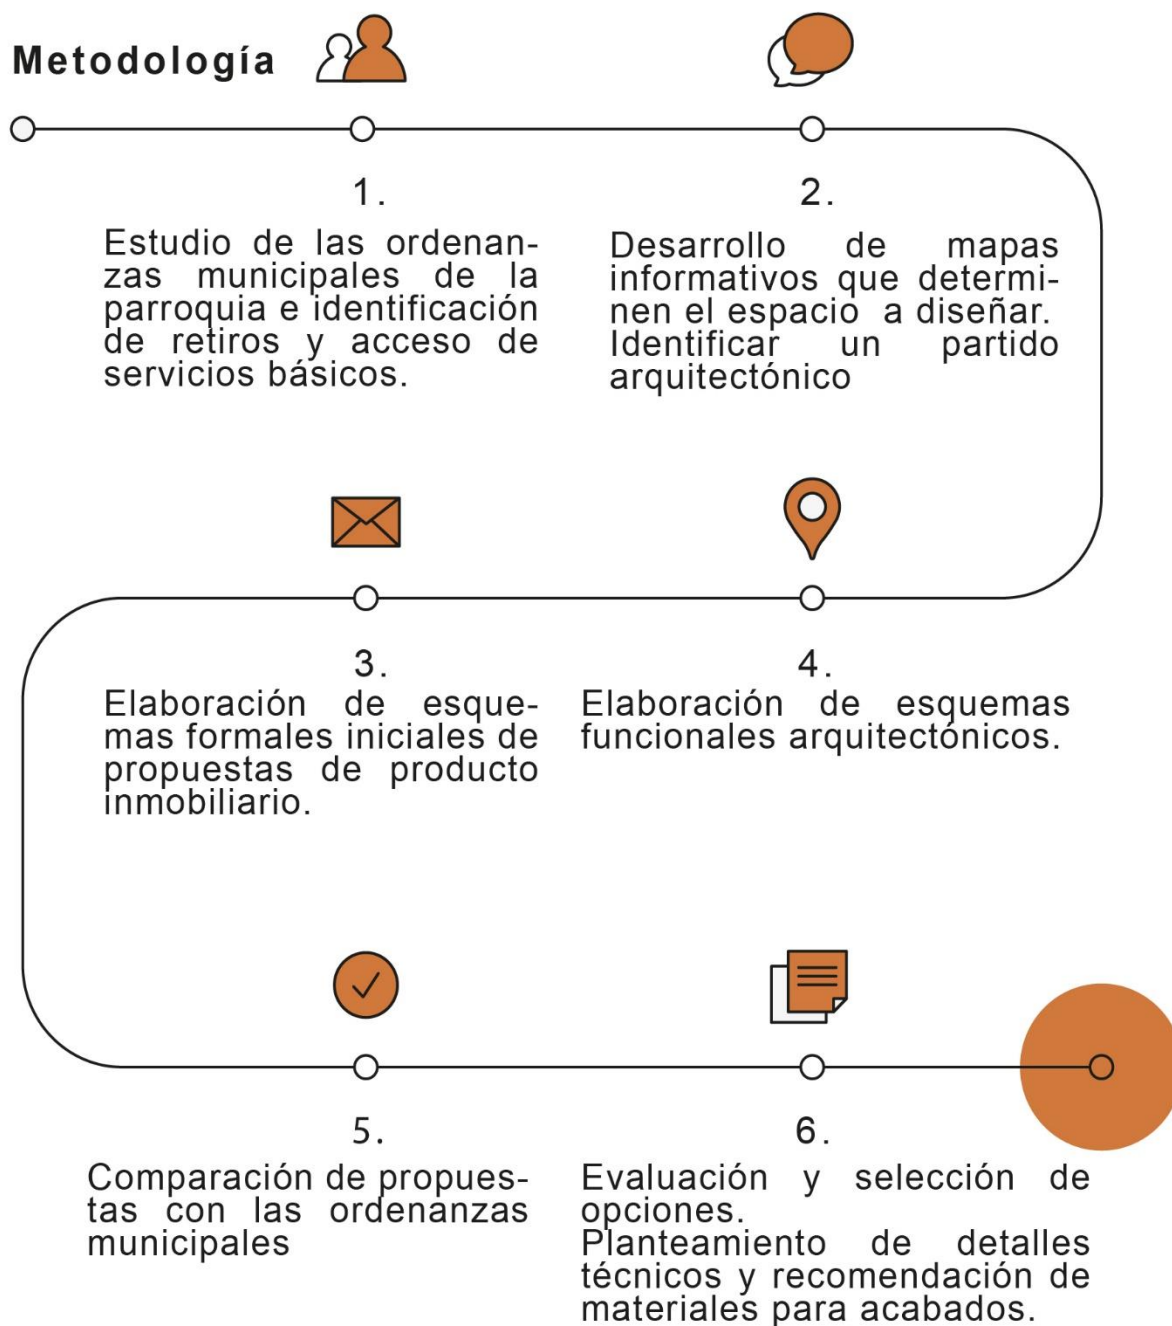 Metodología
1.
Estudio de las ordenan-
zas municipales de la
parroquia e identificación
de retiros y acceso de
servicios básicos.
2.
Desarrollo de mapas
informativos que determi-
nen el espacio a diseñar.
Identificar un partido
arquitectónico
3.
Elaboración de esque-
mas formales iniciales de
propuestas de producto
inmobiliario.
4.
Elaboración de esquemas
funcionales arquitectónicos.
5.
Comparación de propues-
tas con las ordenanzas
municipales
6.
Evaluación y selección de
opciones.
Planteamiento de detalles
técnicos y recomendación de
materiales para acabados.